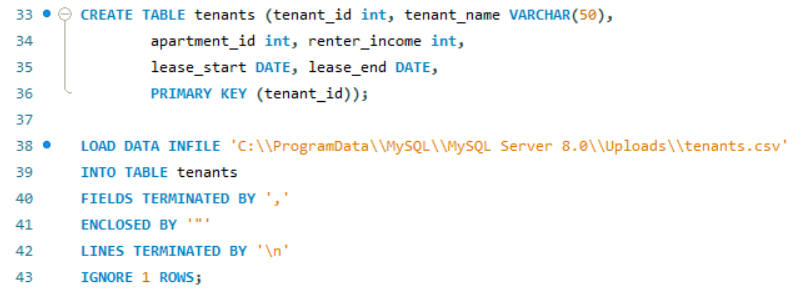 33 CREATE TABLE tenants (tenant_id int, tenant_name VARCHAR(50),
34 apartment_id int, renter_income int,
35 lease_start DATE, lease_end DATE,
36 PRIMARY KEY (tenant_id));
37
38 LOAD DATA INFILE 'C:\\ProgramData\\MySQL\\MySQL Server 8.0\\Uploads\\tenants.csv'
39 INTO TABLE tenants
40 FIELDS TERMINATED BY ','
41 ENCLOSED BY '"'
42 LINES TERMINATED BY '\n'
43 IGNORE 1 ROWS;